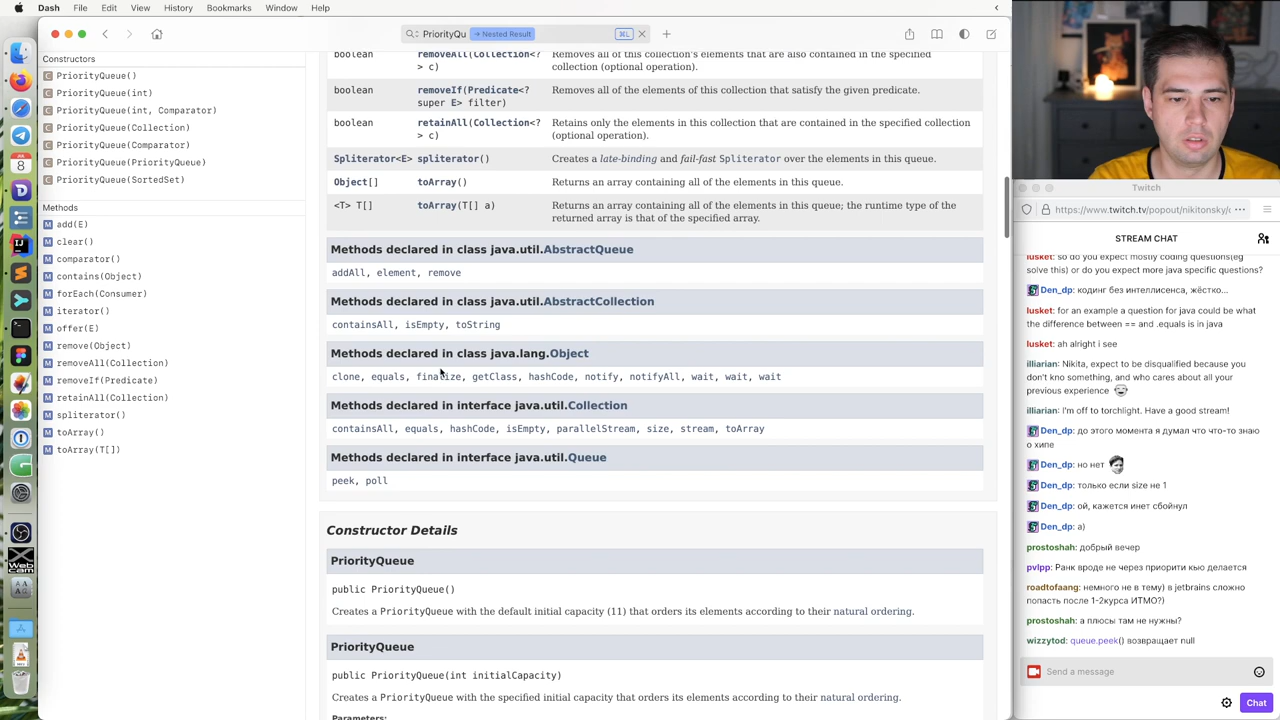 Dash File Edit View History Bookmarks Window Help
PriorityQu → Nested Result ⌘L
Constructors
C PriorityQueue()
C PriorityQueue(int)
C PriorityQueue(int, Comparator)
C PriorityQueue(Collection)
C PriorityQueue(Comparator)
C PriorityQueue(PriorityQueue)
C PriorityQueue(SortedSet)
Methods
M add(E)
M clear()
M comparator()
M contains(Object)
M forEach(Consumer)
M iterator()
M offer(E)
M remove(Object)
M removeAll(Collection)
M removeIf(Predicate)
M retainAll(Collection)
M spliterator()
M toArray()
M toArray(T[])
boolean removeAll(Collection<? Removes all of this collection's elements that are also contained in the specified
> c) collection (optional operation).
boolean removeIf(Predicate<? Removes all of the elements of this collection that satisfy the given predicate.
super E> filter)
boolean retainAll(Collection<? Retains only the elements in this collection that are contained in the specified collection
> c) (optional operation).
Spliterator<E> spliterator() Creates a late-binding and fail-fast Spliterator over the elements in this queue.
Object[] toArray() Returns an array containing all of the elements in this queue.
<T> T[] toArray(T[] a) Returns an array containing all of the elements in this queue; the runtime type of the
returned array is that of the specified array.
Methods declared in class java.util.AbstractQueue
addAll, element, remove
Methods declared in class java.util.AbstractCollection
containsAll, isEmpty, toString
Methods declared in class java.lang.Object
clone, equals, finalize, getClass, hashCode, notify, notifyAll, wait, wait, wait
Methods declared in interface java.util.Collection
containsAll, equals, hashCode, isEmpty, parallelStream, size, stream, toArray
Methods declared in interface java.util.Queue
peek, poll
Constructor Details
PriorityQueue
public PriorityQueue()
Creates a PriorityQueue with the default initial capacity (11) that orders its elements according to their natural ordering.
PriorityQueue
public PriorityQueue(int initialCapacity)
Creates a PriorityQueue with the specified initial capacity that orders its elements according to their natural ordering.
Parameters:
Twitch
https://www.twitch.tv/popout/nikitonsky/c
STREAM CHAT
lusket: so do you expect mostly coding questions(eg
solve this) or do you expect more java specific questions?
Den_dp: кодинг без интеллисенса, жёстко...
lusket: for an example a question for java could be what
the difference between == and .equals is in java
lusket: ah alright i see
illiarian: Nikita, expect to be disqualified because you
don't kno something, and who cares about all your
previous experience
illiarian: I'm off to torchlight. Have a good stream!
Den_dp: до этого момента я думал что что-то знаю
о хипе
Den_dp: но нет
Den_dp: только если size не 1
Den_dp: ой, кажется инет сбойнул
Den_dp: а)
prostoshah: добрый вечер
pvlpp: Ранк вроде не через приорити кью делается
roadtofaang: немного не в тему) в jetbrains сложно
попасть после 1-2курса ИТМО?)
prostoshah: а плюсы там не нужны?
wizzytod: queue.peek() возвращает null
Send a message
Chat